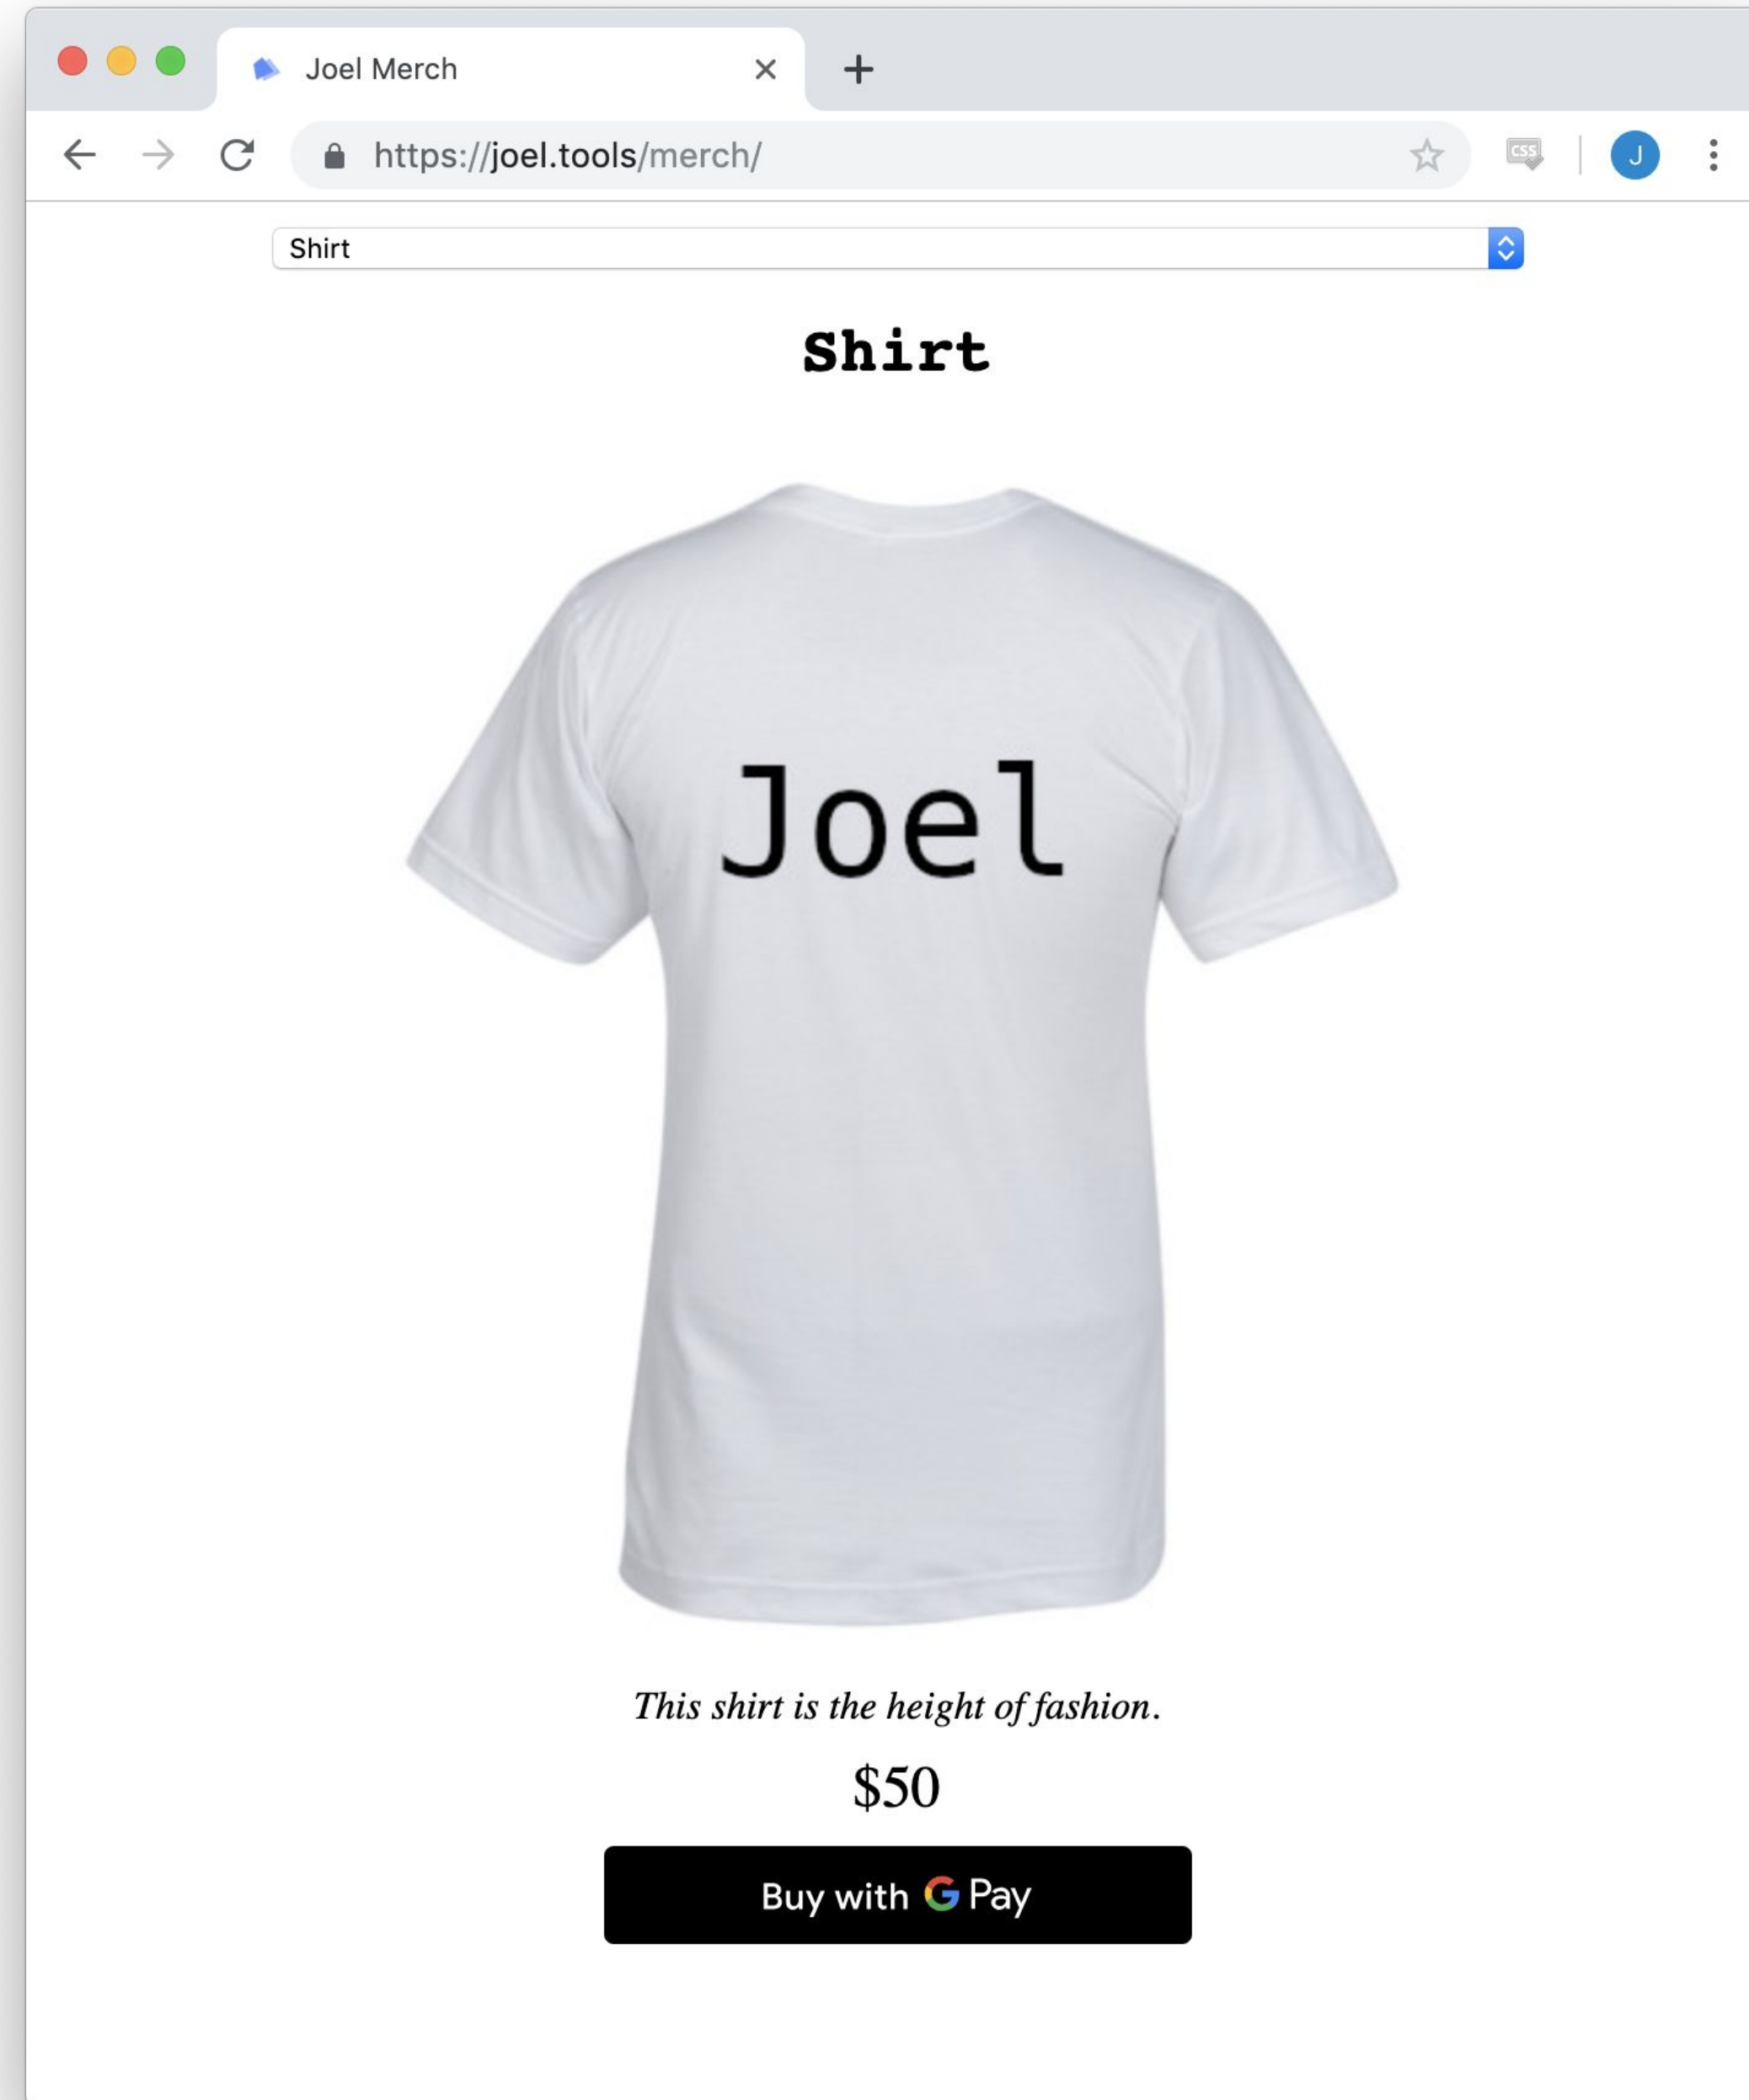 Joel Merch
https://joel.tools/merch/
CSS
J
Shirt
Shirt
Joel
This shirt is the height of fashion.
$50
Buy with G Pay